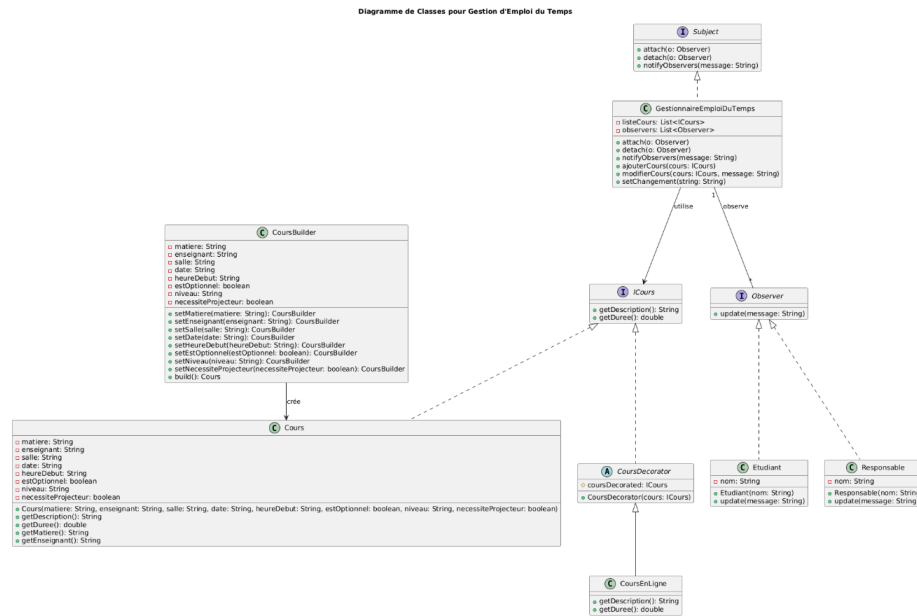 Diagramme de Classes pour Gestion d'Emploi du Temps
I Subject
attach(o: Observer)
detach(o: Observer)
notifyObservers(message: String)
C GestionnaireEmploiDuTemps
listeCours: List<ICours>
observers: List<Observer>
attach(o: Observer)
detach(o: Observer)
notifyObservers(message: String)
ajouterCours(cours: ICours)
modifierCours(cours: ICours, message: String)
setChangement(string: String)
utilise
1
observe
*
C CoursBuilder
matiere: String
enseignant: String
salle: String
date: String
heureDebut: String
estOptionnel: boolean
niveau: String
necessiteProjecteur: boolean
setMatiere(matiere: String): CoursBuilder
setEnseignant(enseignant: String): CoursBuilder
setSalle(salle: String): CoursBuilder
setDate(date: String): CoursBuilder
setHeureDebut(heureDebut: String): CoursBuilder
setEstOptionnel(estOptionnel: boolean): CoursBuilder
setNiveau(niveau: String): CoursBuilder
setNecessiteProjecteur(necessiteProjecteur: boolean): CoursBuilder
build(): Cours
I ICours
getDescription(): String
getDuree(): double
I Observer
update(message: String)
crée
C Cours
matiere: String
enseignant: String
salle: String
date: String
heureDebut: String
estOptionnel: boolean
niveau: String
necessiteProjecteur: boolean
Cours(matiere: String, enseignant: String, salle: String, date: String, heureDebut: String, estOptionnel: boolean, niveau: String, necessiteProjecteur: boolean)
getDescription(): String
getDuree(): double
getMatiere(): String
getEnseignant(): String
A CoursDecorator
coursDecorated: ICours
CoursDecorator(cours: ICours)
C Etudiant
nom: String
Etudiant(nom: String)
update(message: String)
C Responsable
nom: String
Responsable(nom: String
update(message: String)
C CoursEnLigne
getDescription(): String
getDuree(): double